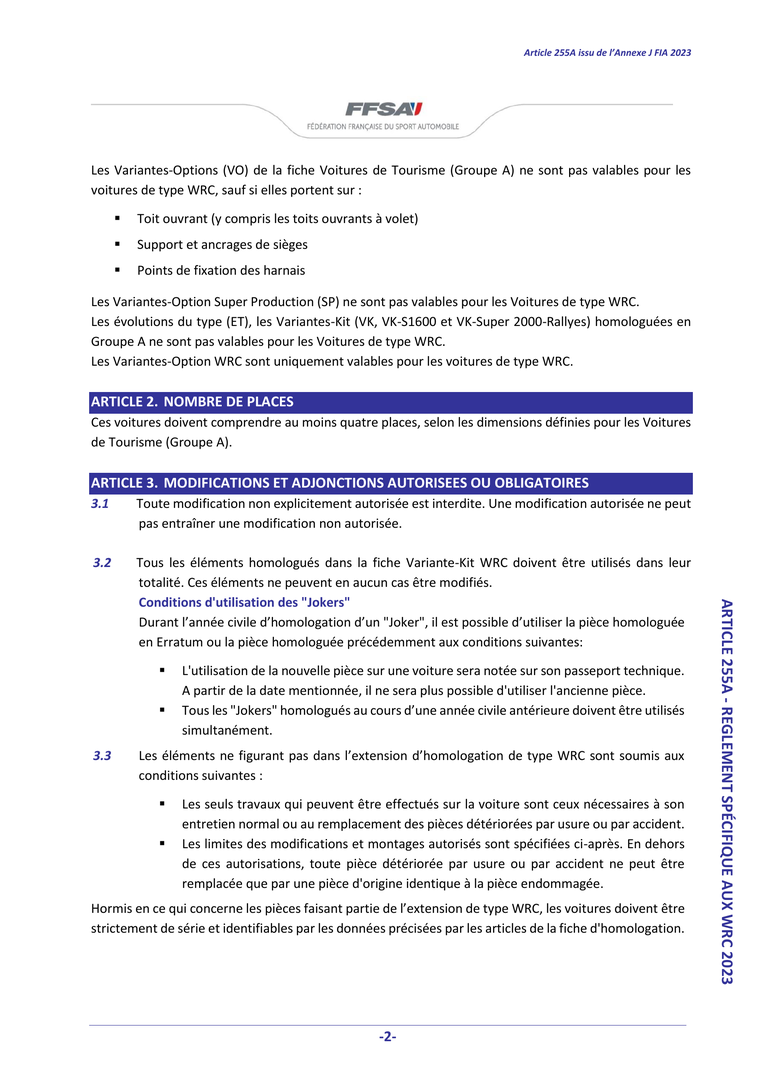 Article 255A issu de l'Annexe J FIA 2023
FFSA
FÉDÉRATION FRANÇAISE DU SPORT AUTOMOBILE
Les Variantes-Options (VO) de la fiche Voitures de Tourisme (Groupe A) ne sont pas valables pour les
voitures de type WRC, sauf si elles portent sur :
▪ Toit ouvrant (y compris les toits ouvrants à volet)
▪ Support et ancrages de sièges
▪ Points de fixation des harnais
Les Variantes-Option Super Production (SP) ne sont pas valables pour les Voitures de type WRC.
Les évolutions du type (ET), les Variantes-Kit (VK, VK-S1600 et VK-Super 2000-Rallyes) homologuées en
Groupe A ne sont pas valables pour les Voitures de type WRC.
Les Variantes-Option WRC sont uniquement valables pour les voitures de type WRC.
ARTICLE 2. NOMBRE DE PLACES
Ces voitures doivent comprendre au moins quatre places, selon les dimensions définies pour les Voitures
de Tourisme (Groupe A).
ARTICLE 3. MODIFICATIONS ET ADJONCTIONS AUTORISEES OU OBLIGATOIRES
3.1 Toute modification non explicitement autorisée est interdite. Une modification autorisée ne peut
pas entraîner une modification non autorisée.
3.2 Tous les éléments homologués dans la fiche Variante-Kit WRC doivent être utilisés dans leur
totalité. Ces éléments ne peuvent en aucun cas être modifiés.
Conditions d'utilisation des "Jokers"
Durant l'année civile d'homologation d'un "Joker", il est possible d'utiliser la pièce homologuée
en Erratum ou la pièce homologuée précédemment aux conditions suivantes:
▪ L'utilisation de la nouvelle pièce sur une voiture sera notée sur son passeport technique.
A partir de la date mentionnée, il ne sera plus possible d'utiliser l'ancienne pièce.
▪ Tous les "Jokers" homologués au cours d'une année civile antérieure doivent être utilisés
simultanément.
3.3 Les éléments ne figurant pas dans l'extension d'homologation de type WRC sont soumis aux
conditions suivantes :
▪ Les seuls travaux qui peuvent être effectués sur la voiture sont ceux nécessaires à son
entretien normal ou au remplacement des pièces détériorées par usure ou par accident.
▪ Les limites des modifications et montages autorisés sont spécifiées ci-après. En dehors
de ces autorisations, toute pièce détériorée par usure ou par accident ne peut être
remplacée que par une pièce d'origine identique à la pièce endommagée.
Hormis en ce qui concerne les pièces faisant partie de l'extension de type WRC, les voitures doivent être
strictement de série et identifiables par les données précisées par les articles de la fiche d'homologation.
ARTICLE 255A - REGLEMENT SPÉCIFIQUE AUX WRC 2023
-2-